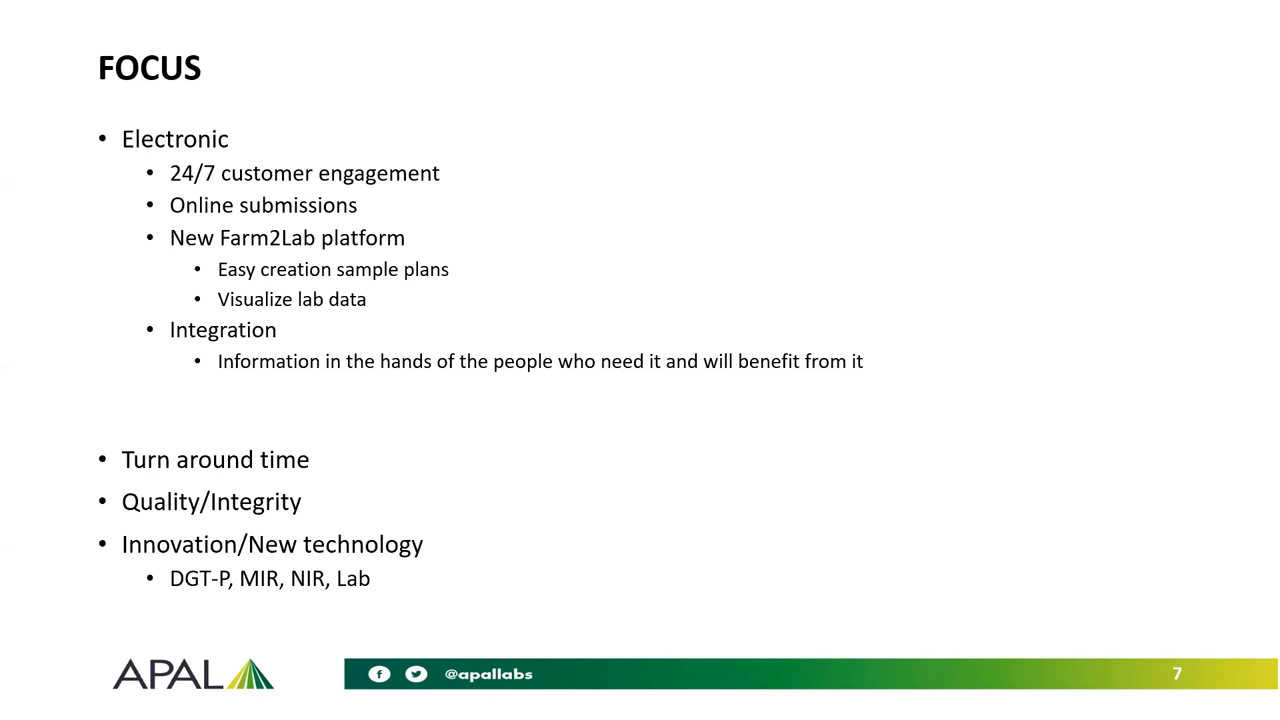 FOCUS
• Electronic
• 24/7 customer engagement
• Online submissions
• New Farm2Lab platform
• Easy creation sample plans
• Visualize lab data
• Integration
• Information in the hands of the people who need it and will benefit from it
• Turn around time
• Quality/Integrity
• Innovation/New technology
• DGT-P, MIR, NIR, Lab
APAL
@apallabs
7